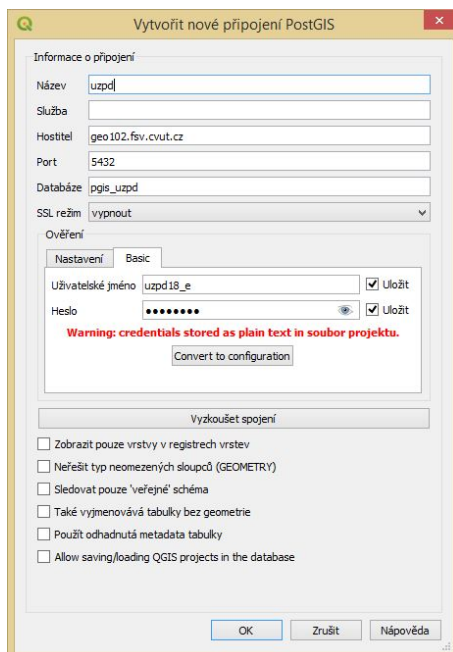 Vytvořit nové připojení PostGIS
Informace o připojení
Název uzpd
Služba
Hostitel geo102.fsv.cvut.cz
Port 5432
Databáze pgis_uzpd
SSL režim vypnout
Ověření
Nastavení Basic
Uživatelské jméno uzpd18_e Uložit
Heslo ●●●●●●●● Uložit
Warning: credentials stored as plain text in soubor projektu.
Convert to configuration
Vyzkoušet spojení
Zobrazit pouze vrstvy v registrech vrstev
Neřešit typ neomezených sloupců (GEOMETRY)
Sledovat pouze 'veřejné' schéma
Také vyjmenovává tabulky bez geometrie
Použít odhadnutá metadata tabulky
Allow saving/loading QGIS projects in the database
OK Zrušit Nápověda